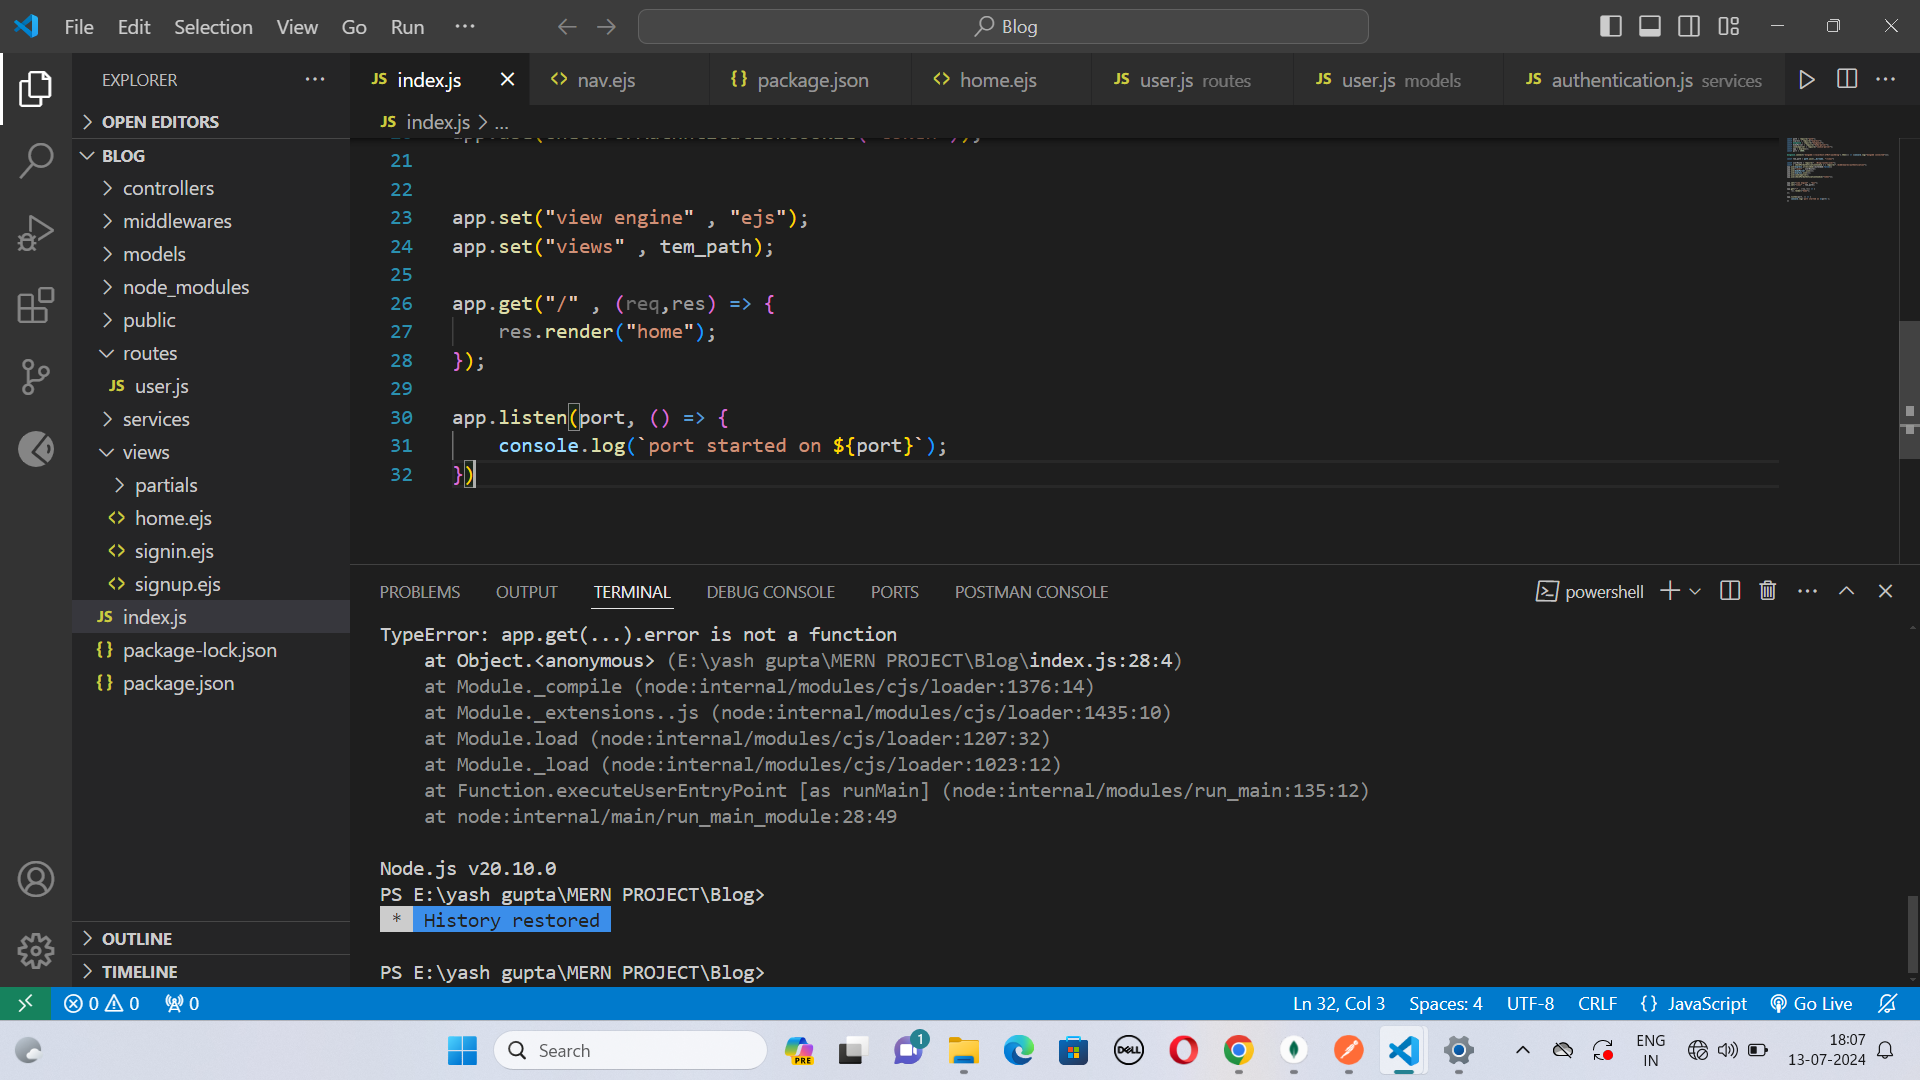 File Edit Selection View Go Run ···
Blog
EXPLORER
OPEN EDITORS
BLOG
controllers
middlewares
models
node_modules
public
routes
JS user.js
services
views
partials
<> home.ejs
<> signin.ejs
<> signup.ejs
JS index.js
{} package-lock.json
{} package.json
OUTLINE
TIMELINE
JS index.js
<> nav.ejs
{} package.json
<> home.ejs
JS user.js routes
JS user.js models
JS authentication.js services
JS index.js > ...
21
22
23 app.set("view engine" , "ejs");
24 app.set("views" , tem_path);
25
26 app.get("/" , (req,res) => {
27 res.render("home");
28 });
29
30 app.listen(port, () => {
31 console.log(`port started on ${port}`);
32 })
PROBLEMS OUTPUT TERMINAL DEBUG CONSOLE PORTS POSTMAN CONSOLE
powershell
TypeError: app.get(...).error is not a function
at Object.<anonymous> (E:\yash gupta\MERN PROJECT\Blog\index.js:28:4)
at Module._compile (node:internal/modules/cjs/loader:1376:14)
at Module._extensions..js (node:internal/modules/cjs/loader:1435:10)
at Module.load (node:internal/modules/cjs/loader:1207:32)
at Module._load (node:internal/modules/cjs/loader:1023:12)
at Function.executeUserEntryPoint [as runMain] (node:internal/modules/run_main:135:12)
at node:internal/main/run_main_module:28:49
Node.js v20.10.0
PS E:\yash gupta\MERN PROJECT\Blog>
* History restored
PS E:\yash gupta\MERN PROJECT\Blog>
0 0 0
Ln 32, Col 3 Spaces: 4 UTF-8 CRLF {} JavaScript Go Live
Search
PRE
1
DELL
ENG
IN
18:07
13-07-2024